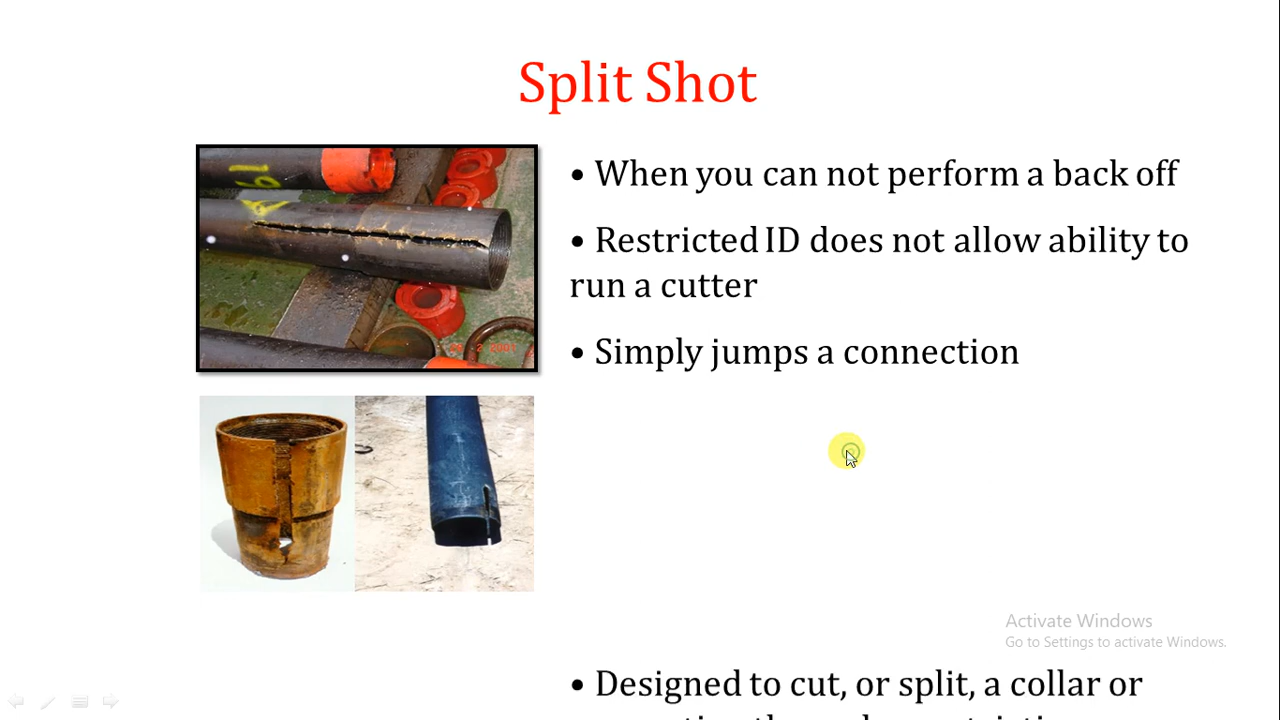 Split Shot
• When you can not perform a back off
• Restricted ID does not allow ability to
run a cutter
• Simply jumps a connection
Activate Windows
Go to Settings to activate Windows.
• Designed to cut, or split, a collar or